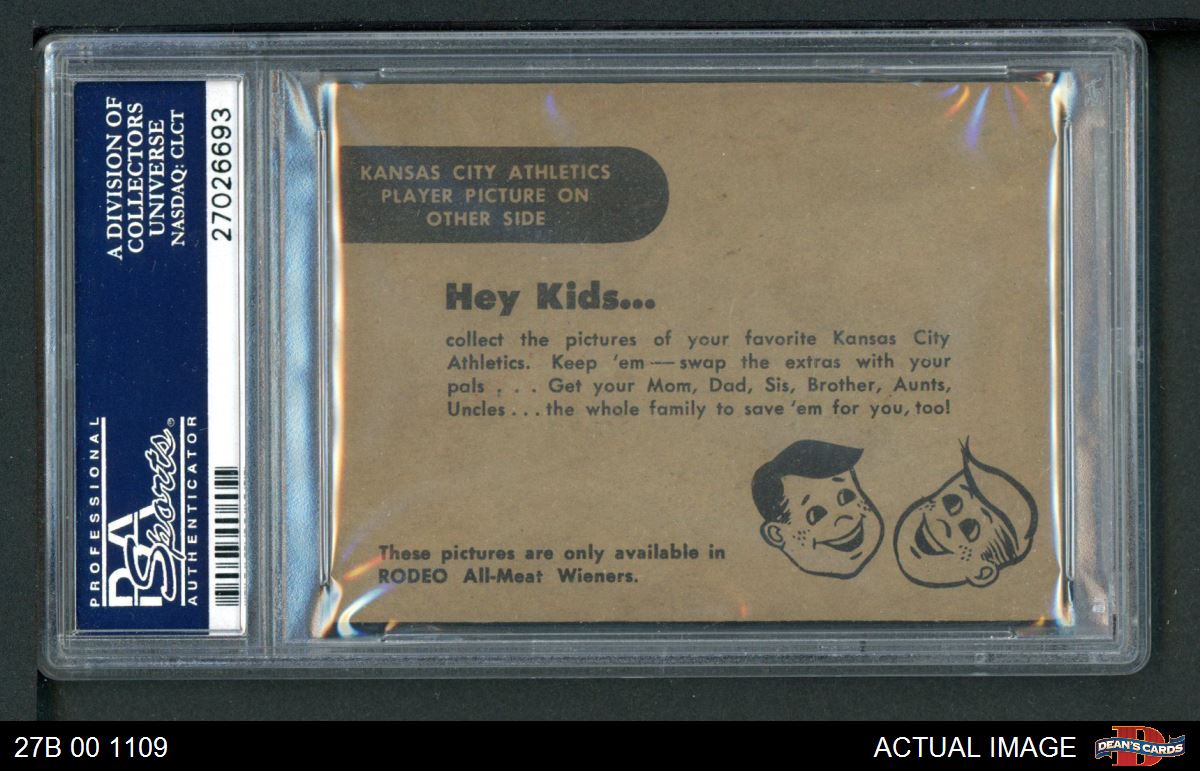 A DIVISION OF
COLLECTORS
UNIVERSE
NASDAQ: CLCT
27026693
PROFESSIONAL
PSA
Sports®
AUTHENTICATOR
KANSAS CITY ATHLETICS
PLAYER PICTURE ON
OTHER SIDE
Hey Kids...
collect the pictures of your favorite Kansas City
Athletics. Keep 'em — swap the extras with your
pals . . . Get your Mom, Dad, Sis, Brother, Aunts,
Uncles . . . the whole family to save 'em for you, too!
These pictures are only available in
RODEO All-Meat Wieners.
27B 00 1109
ACTUAL IMAGE
D
DEAN'S CARDS